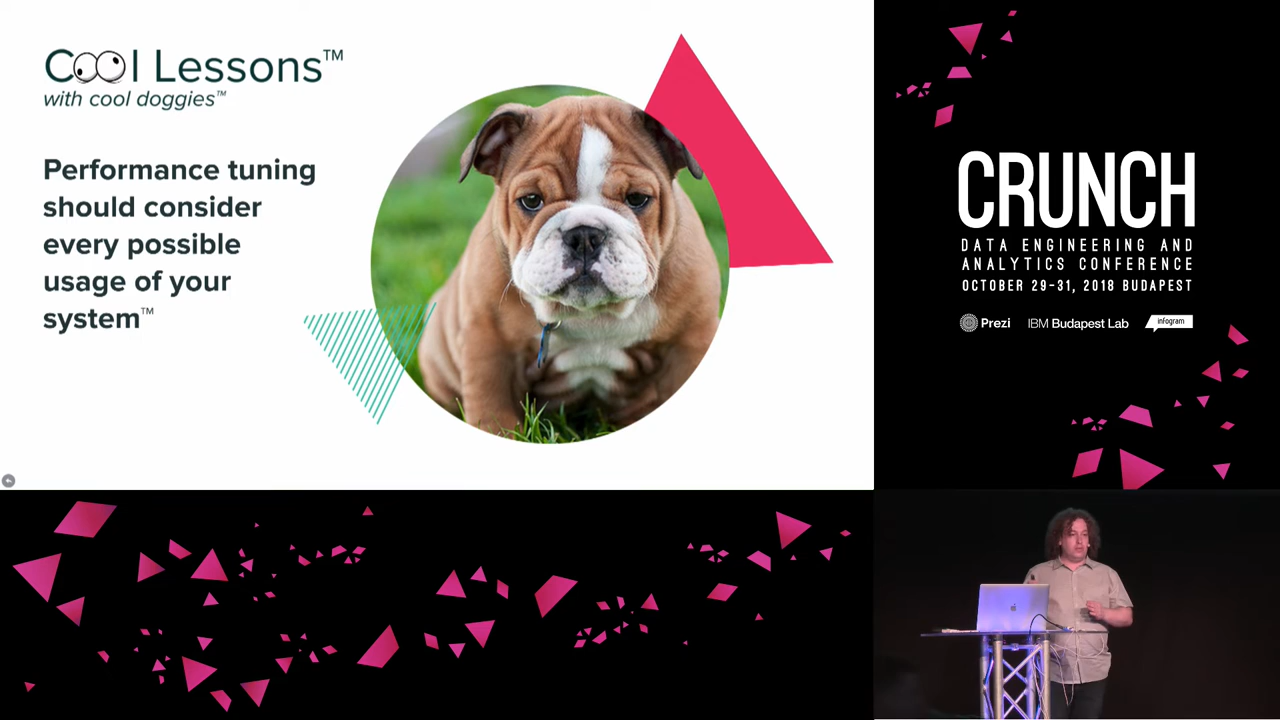 Cool Lessons™
with cool doggies™
Performance tuning
should consider
every possible
usage of your
system™
CRUNCH
DATA ENGINEERING AND
ANALYTICS CONFERENCE
OCTOBER 29-31, 2018 BUDAPEST
Prezi IBM Budapest Lab infogram